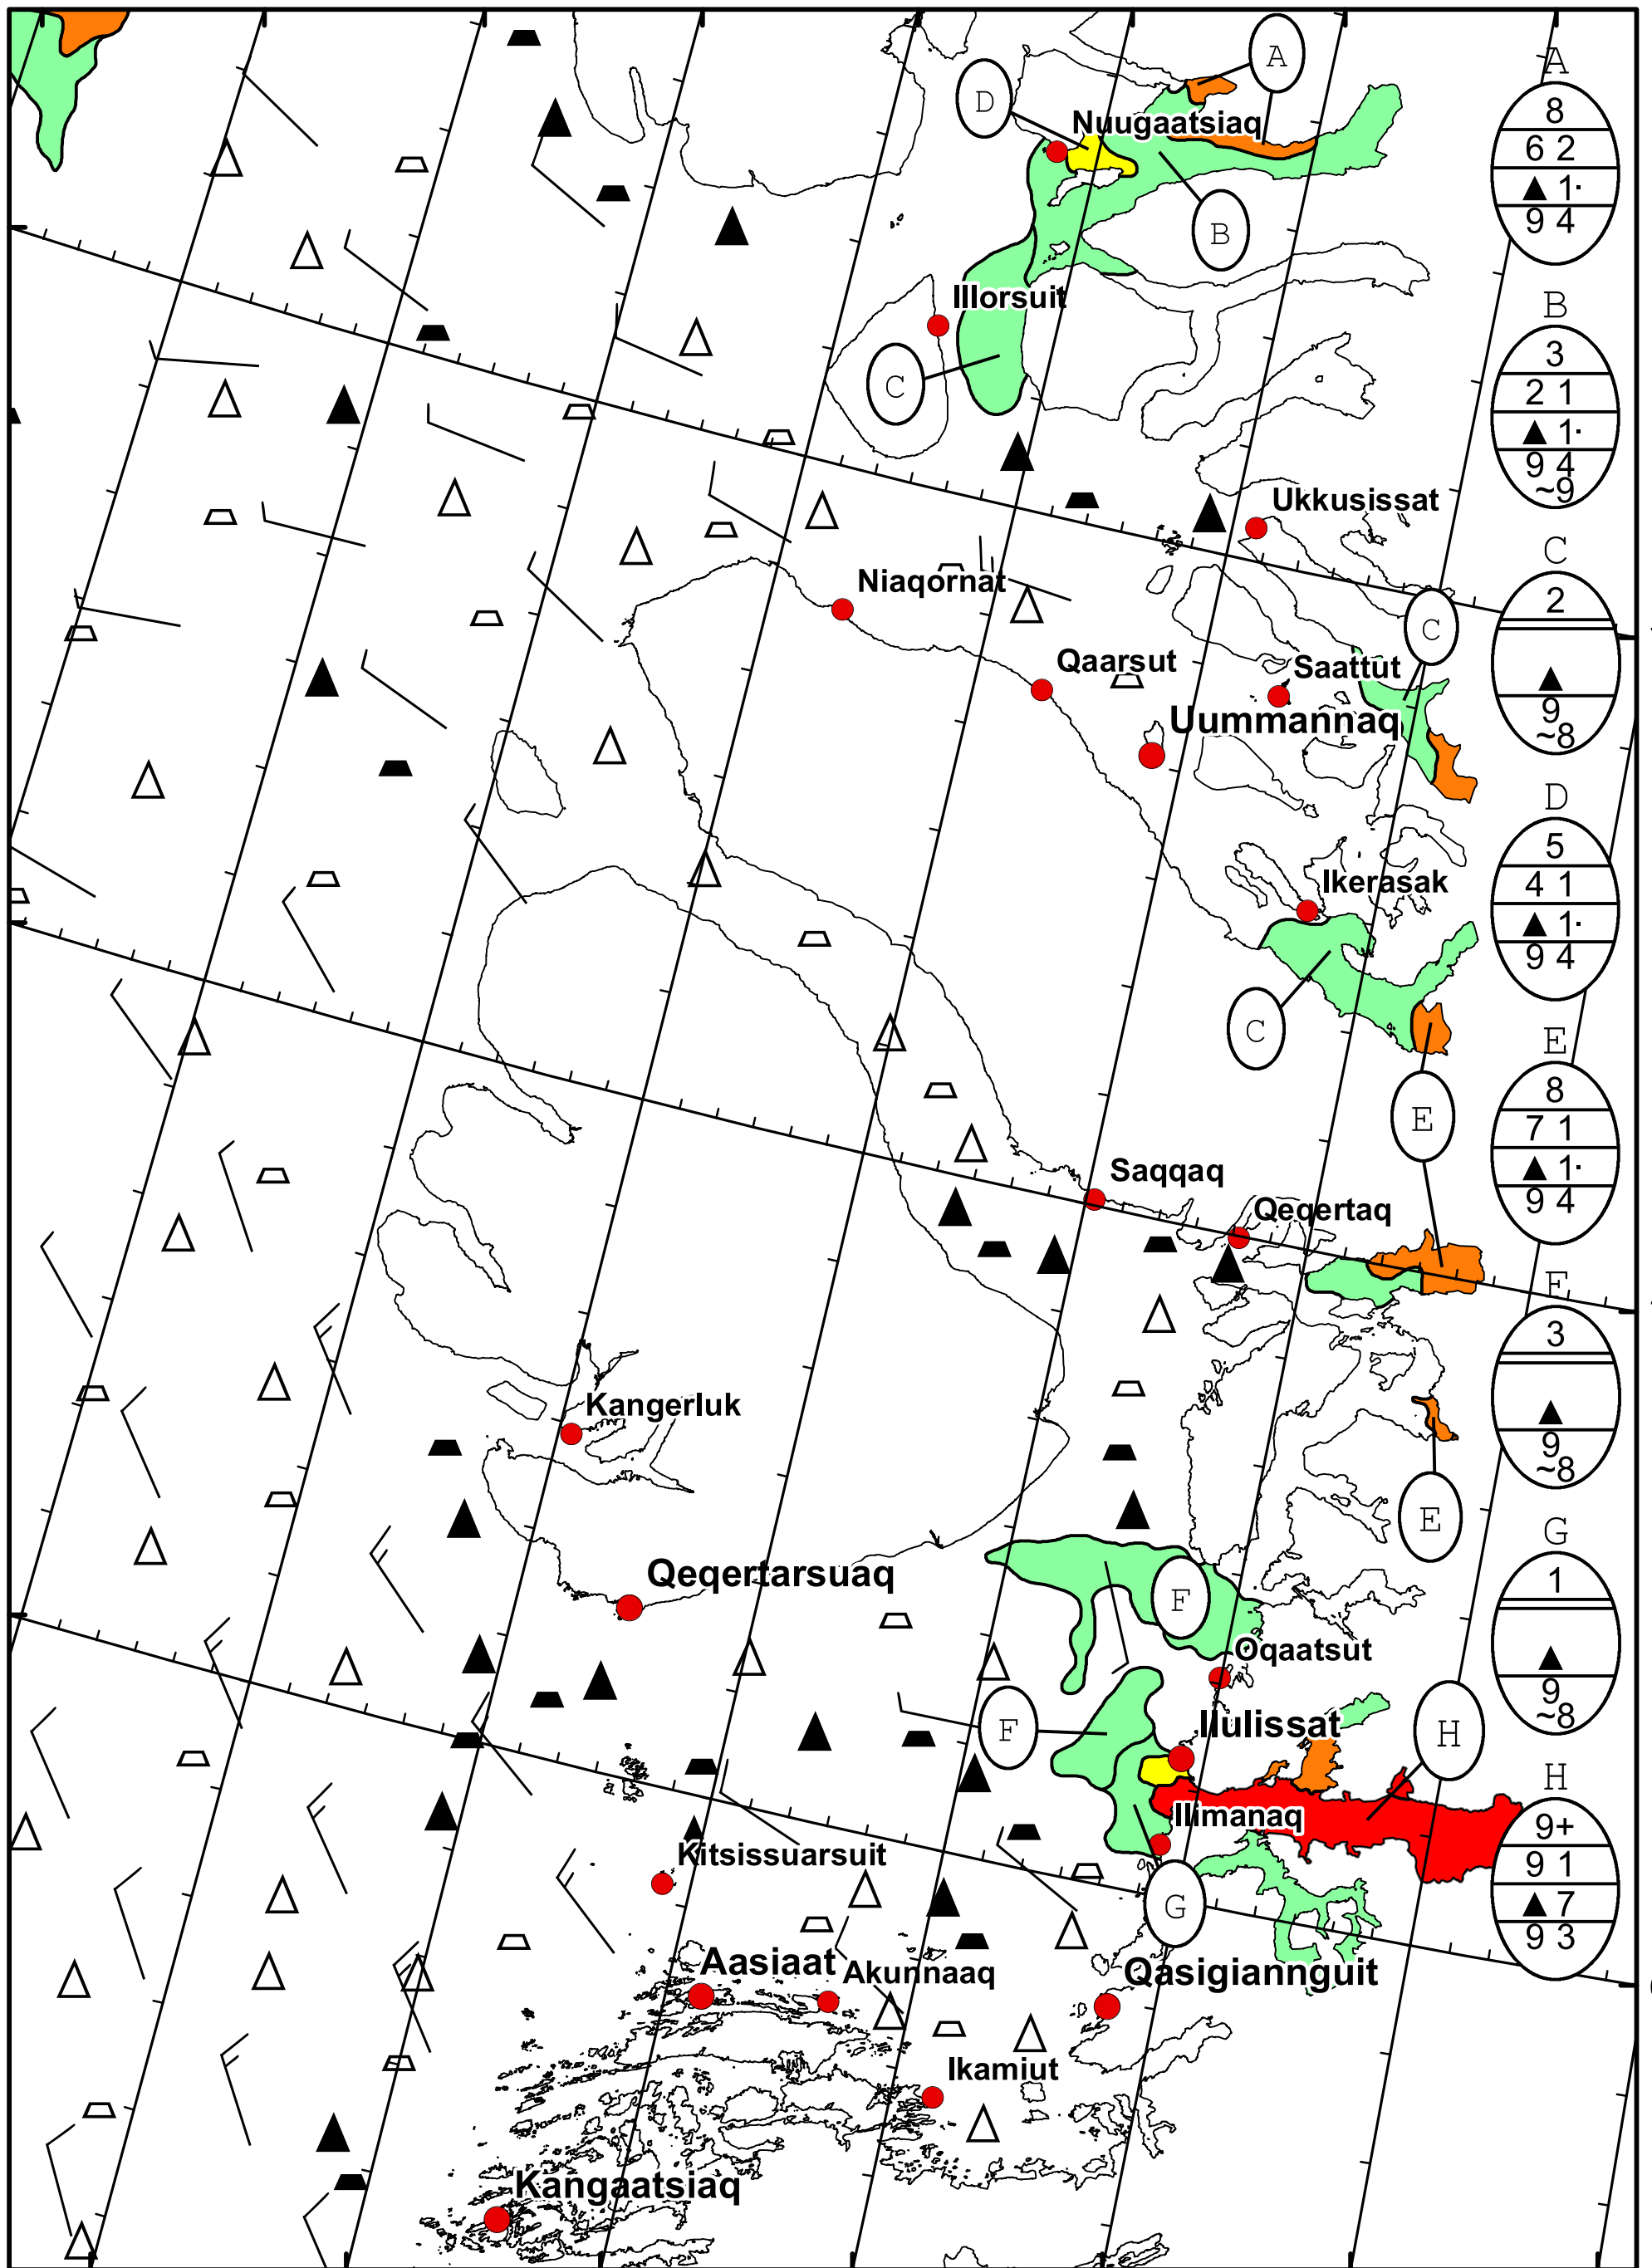 A
8
6 2
▲ 1·
9 4
B
3
2 1
▲ 1·
9 4
~9
C
2
▲
9
~8
D
5
4 1
▲ 1·
9 4
E
8
7 1
▲ 1·
9 4
F
3
▲
9
~8
G
1
▲
9
~8
H
9+
9 1
▲ 7
9 3
A
D
Nuugaatsiaq
B
Illorsuit
C
Ukkusissat
Niaqornat
C
Qaarsut
Saattut
Uummannaq
Ikerasak
C
E
Saqqaq
Qeqertaq
Kangerluk
E
Qeqertarsuaq
F
Oqaatsut
F
Ilulissat
H
Ilimanaq
Kitsissuarsuit
G
Aasiaat
Akunnaaq
Qasigiannguit
Ikamiut
Kangaatsiaq